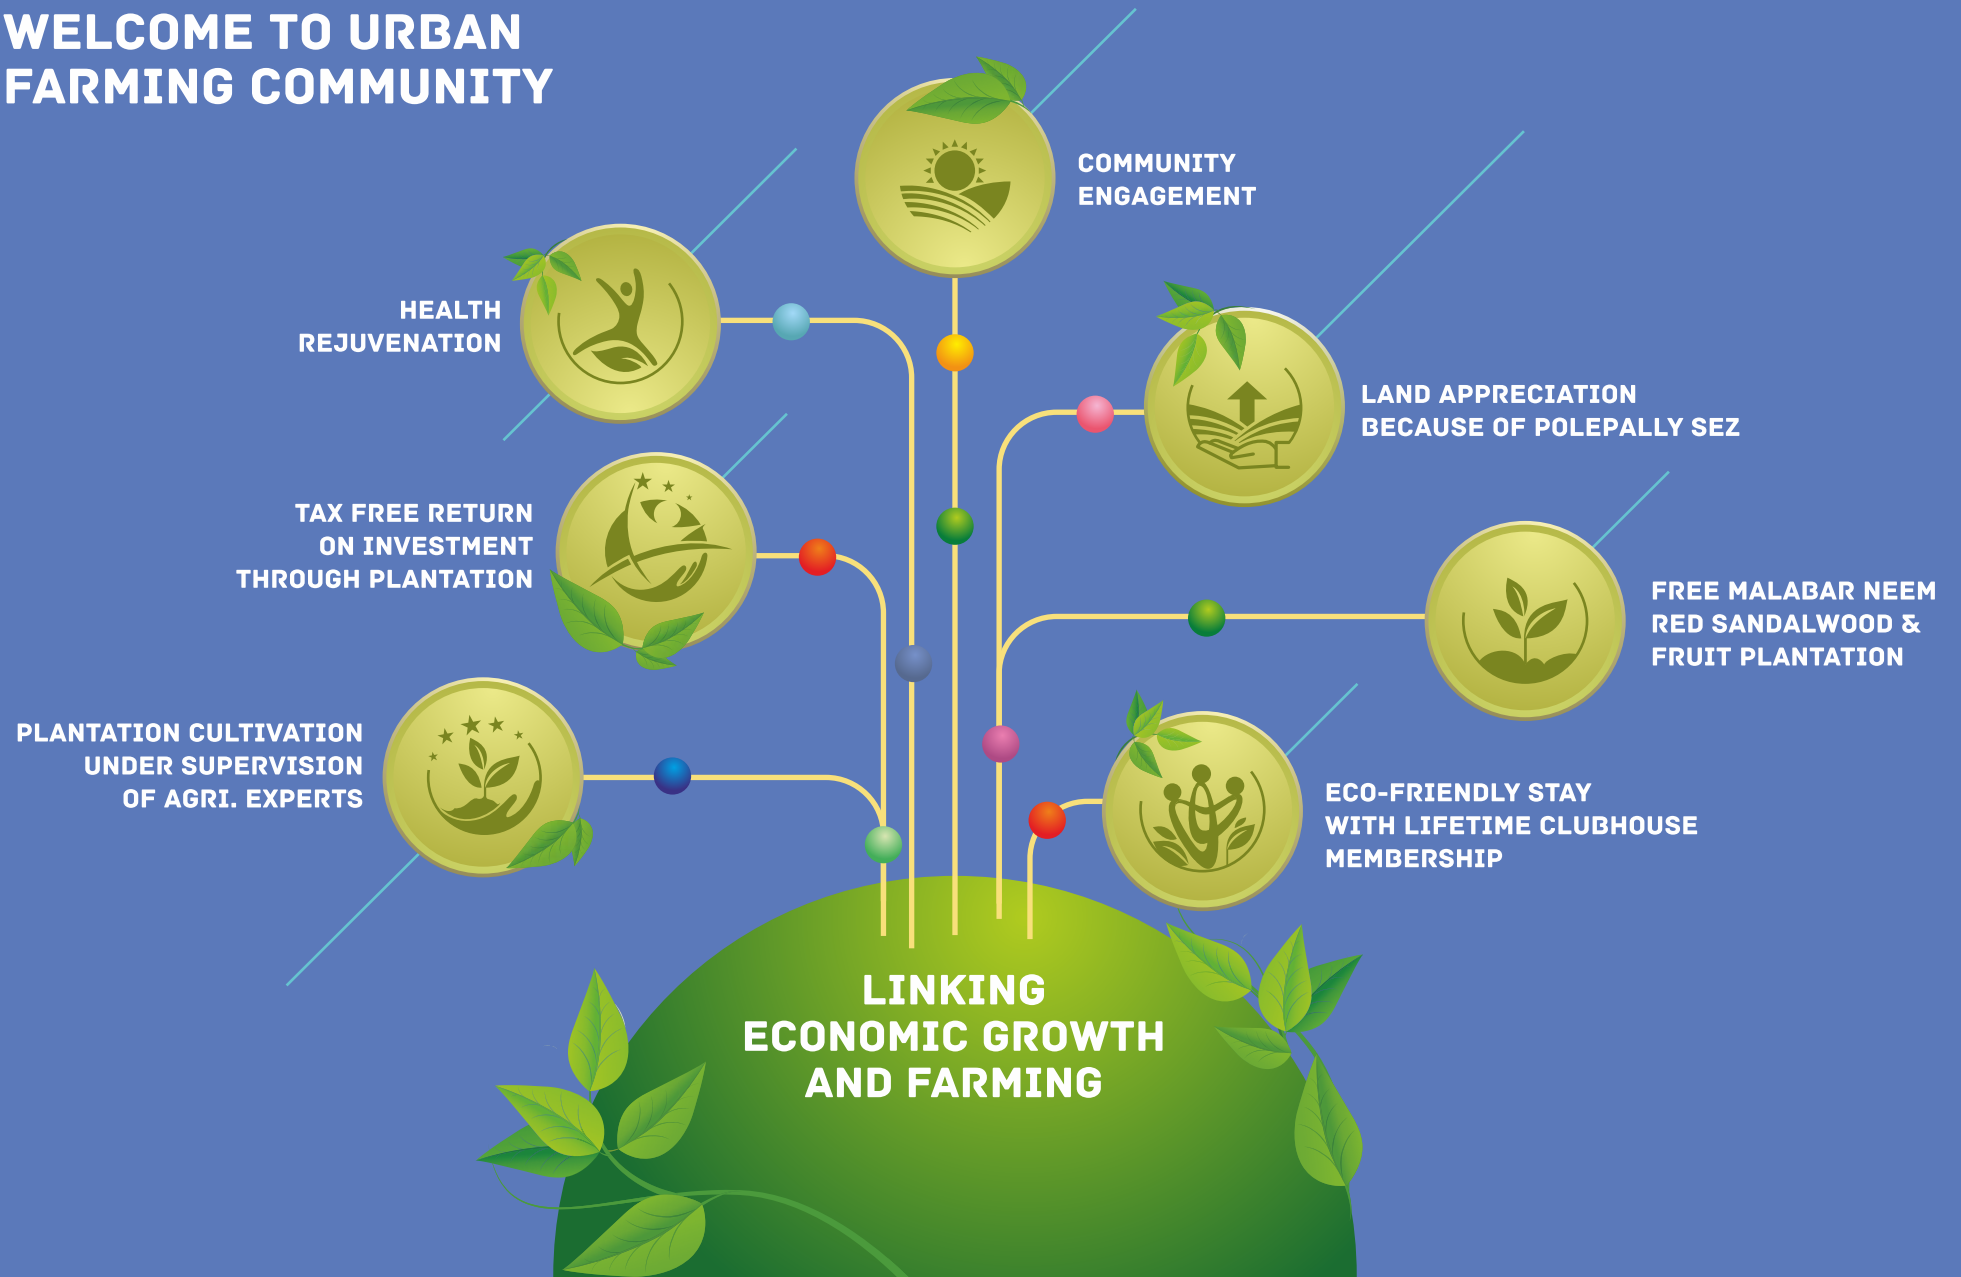 WELCOME TO URBAN
FARMING COMMUNITY
COMMUNITY
ENGAGEMENT
HEALTH
REJUVENATION
LAND APPRECIATION
BECAUSE OF POLEPALLY SEZ
TAX FREE RETURN
ON INVESTMENT
THROUGH PLANTATION
FREE MALABAR NEEM
RED SANDALWOOD &
FRUIT PLANTATION
PLANTATION CULTIVATION
UNDER SUPERVISION
OF AGRI. EXPERTS
ECO-FRIENDLY STAY
WITH LIFETIME CLUBHOUSE
MEMBERSHIP
LINKING
ECONOMIC GROWTH
AND FARMING